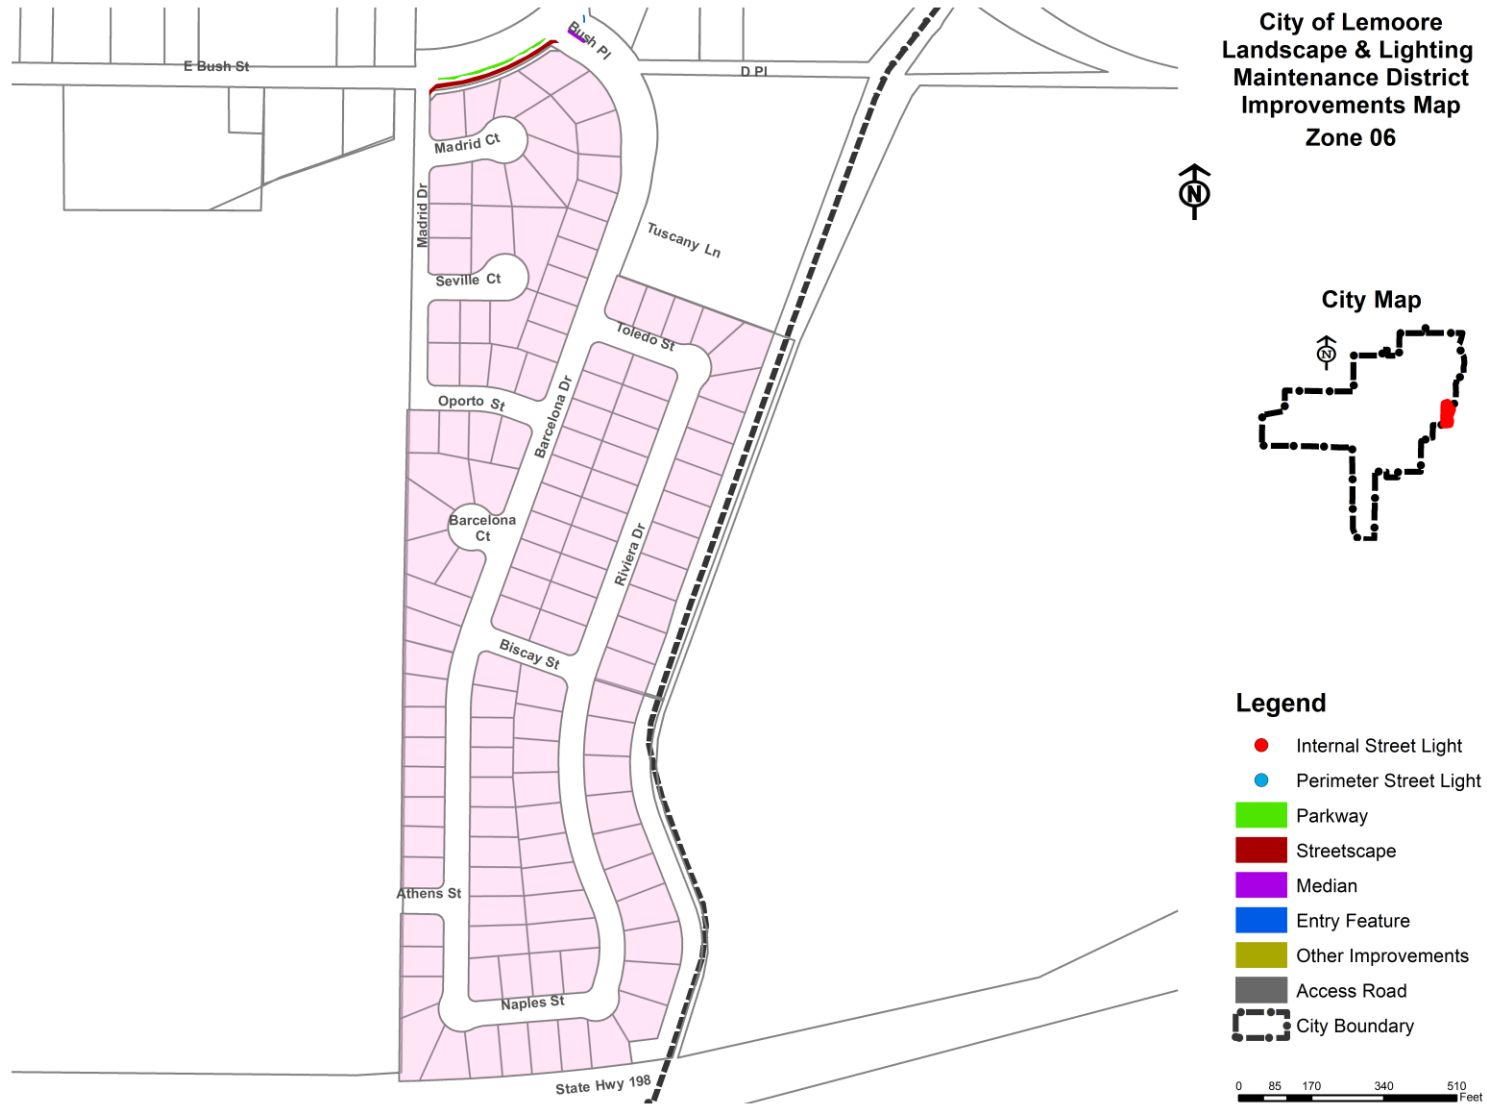 City of Lemoore
Landscape & Lighting
Maintenance District
Improvements Map
Zone 06
N
City Map
N
Bush Pl
E Bush St
D Pl
Madrid Ct
Madrid Dr
Tuscany Ln
Seville Ct
Toledo St
Oporto St
Barcelona Dr
Barcelona
Ct
Riviera Dr
Biscay St
Athens St
Naples St
State Hwy 198
Legend
Internal Street Light
Perimeter Street Light
Parkway
Streetscape
Median
Entry Feature
Other Improvements
Access Road
City Boundary
0 85 170 340 510
Feet